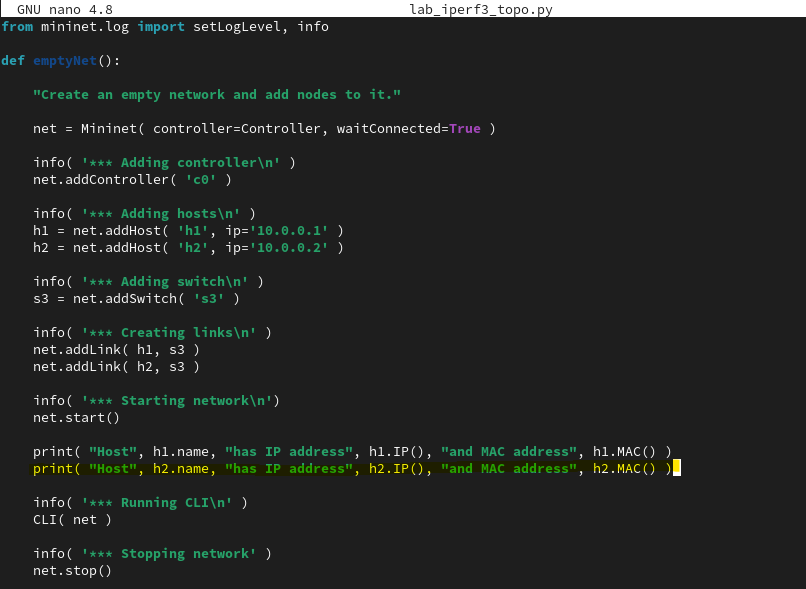 GNU nano 4.8 lab_iperf3_topo.py
from mininet.log import setLogLevel, info
def emptyNet():
"Create an empty network and add nodes to it."
net = Mininet( controller=Controller, waitConnected=True )
info( '*** Adding controller\n' )
net.addController( 'c0' )
info( '*** Adding hosts\n' )
h1 = net.addHost( 'h1', ip='10.0.0.1' )
h2 = net.addHost( 'h2', ip='10.0.0.2' )
info( '*** Adding switch\n' )
s3 = net.addSwitch( 's3' )
info( '*** Creating links\n' )
net.addLink( h1, s3 )
net.addLink( h2, s3 )
info( '*** Starting network\n')
net.start()
print( "Host", h1.name, "has IP address", h1.IP(), "and MAC address", h1.MAC() )
print( "Host", h2.name, "has IP address", h2.IP(), "and MAC address", h2.MAC() )
info( '*** Running CLI\n' )
CLI( net )
info( '*** Stopping network' )
net.stop()